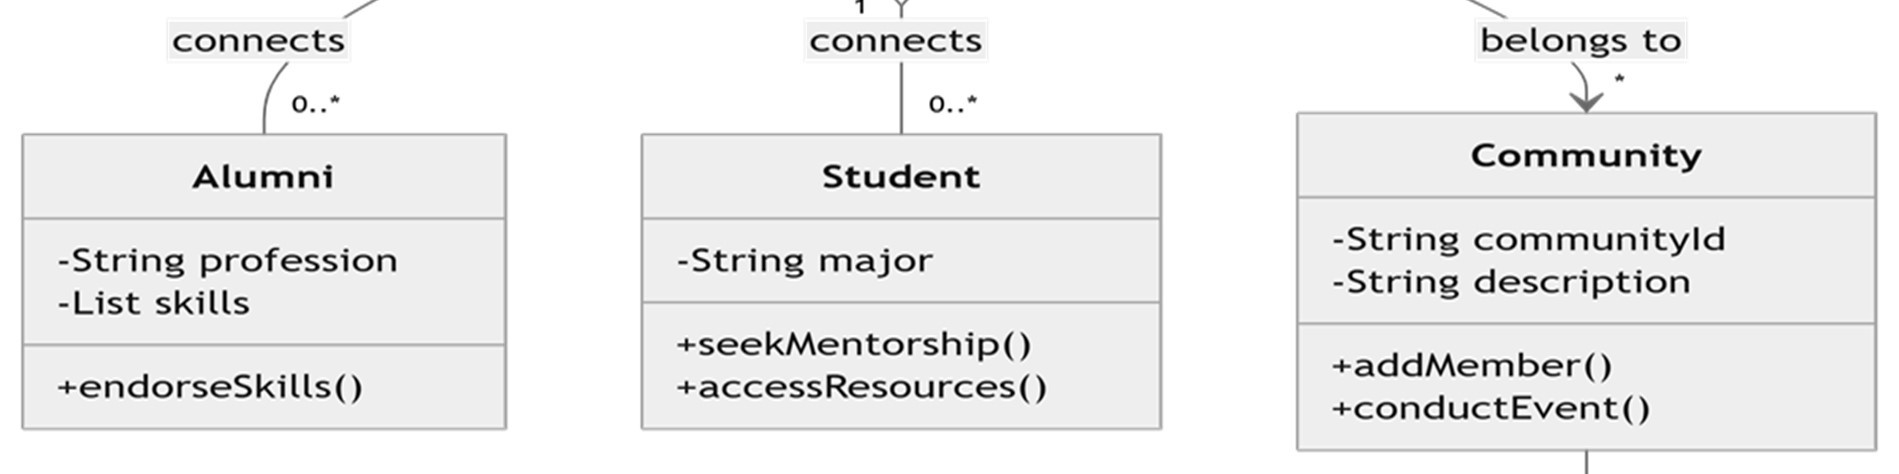 1
connects
connects
belongs to
*
0..*
0..*
Alumni
-String profession
-List skills
+endorseSkills()
Student
-String major
+seekMentorship()
+accessResources()
Community
-String communityId
-String description
+addMember()
+conductEvent()